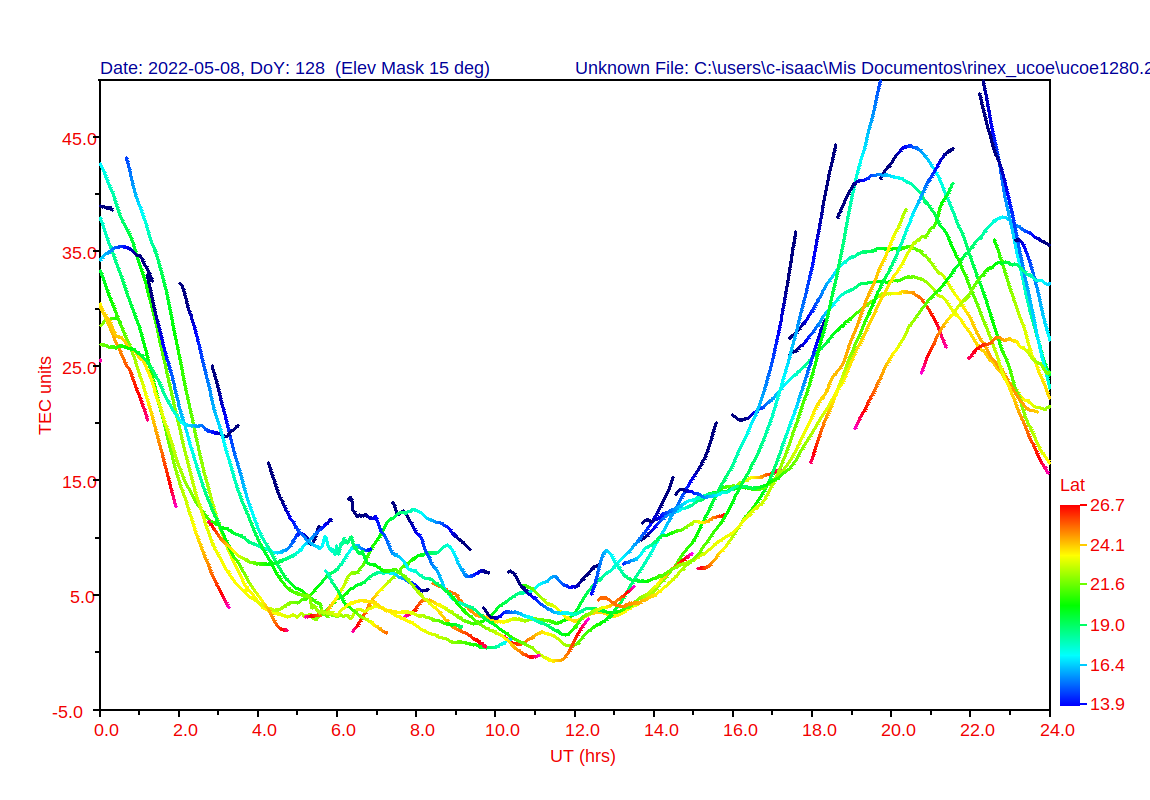 Date: 2022-05-08, DoY: 128  (Elev Mask 15 deg)
Unknown File: C:\users\c-isaac\Mis Documentos\rinex_ucoe\ucoe1280.2
45.0
35.0
25.0
15.0
5.0
-5.0
TEC units
0.0 2.0 4.0 6.0 8.0 10.0 12.0 14.0 16.0 18.0 20.0 22.0 24.0
UT (hrs)
Lat
26.7
24.1
21.6
19.0
16.4
13.9